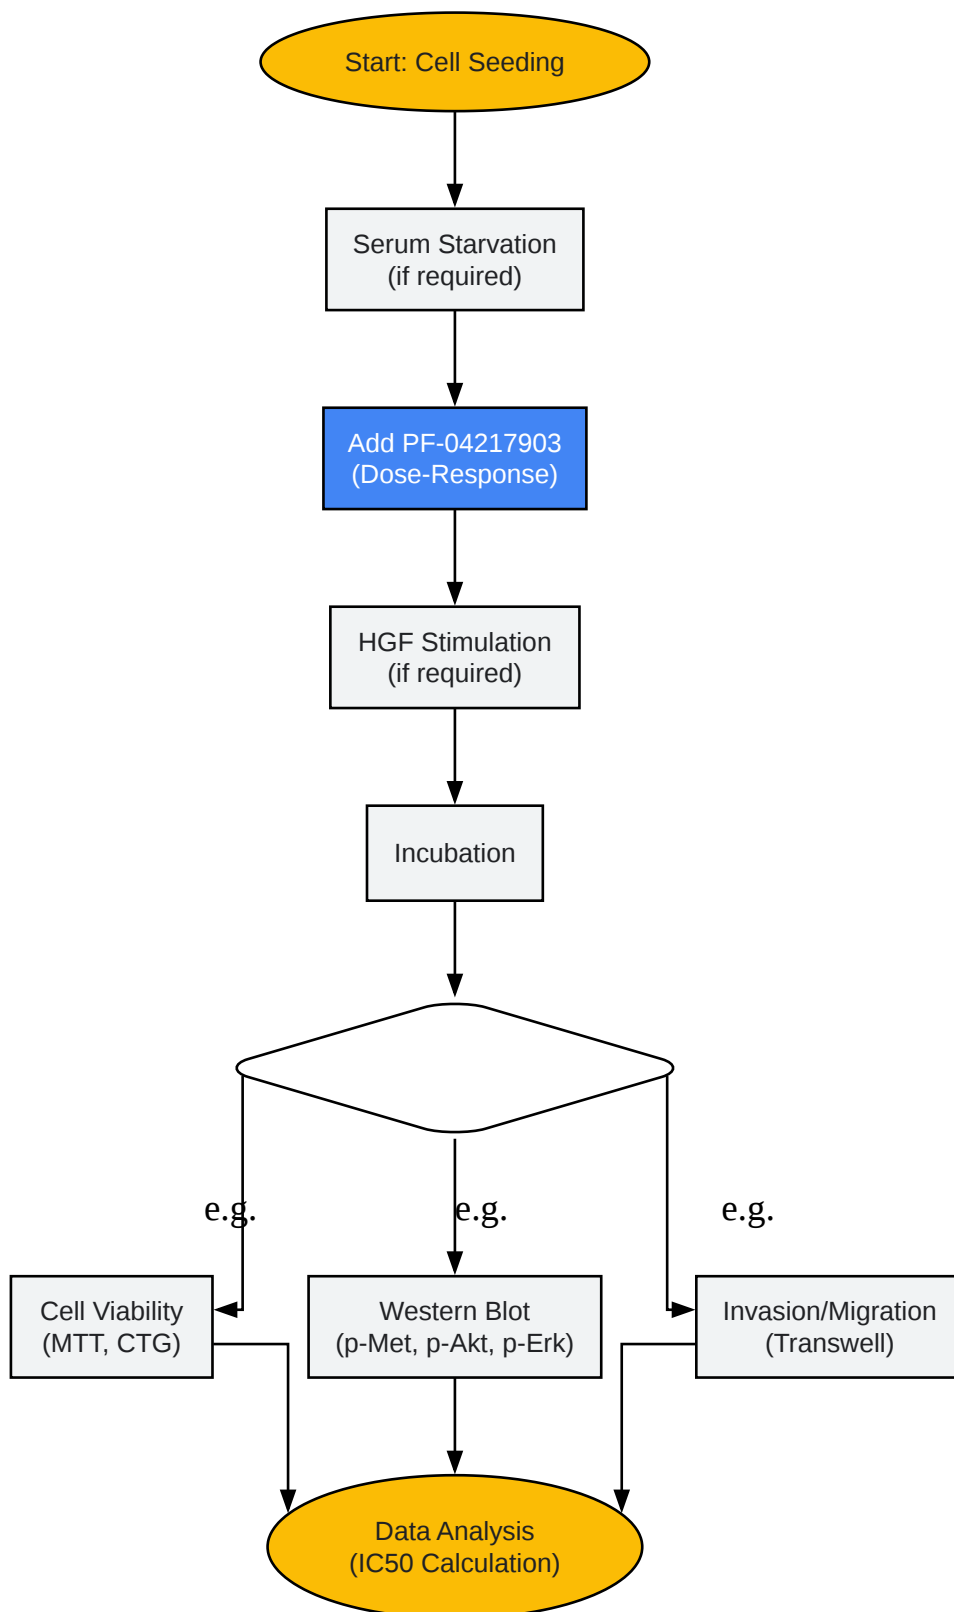 Start: Cell Seeding
Serum Starvation
(if required)
Add PF-04217903
(Dose-Response)
HGF Stimulation
(if required)
Incubation
e.g.
e.g.
e.g.
Cell Viability
(MTT, CTG)
Western Blot
(p-Met, p-Akt, p-Erk)
Invasion/Migration
(Transwell)
Data Analysis
(IC50 Calculation)